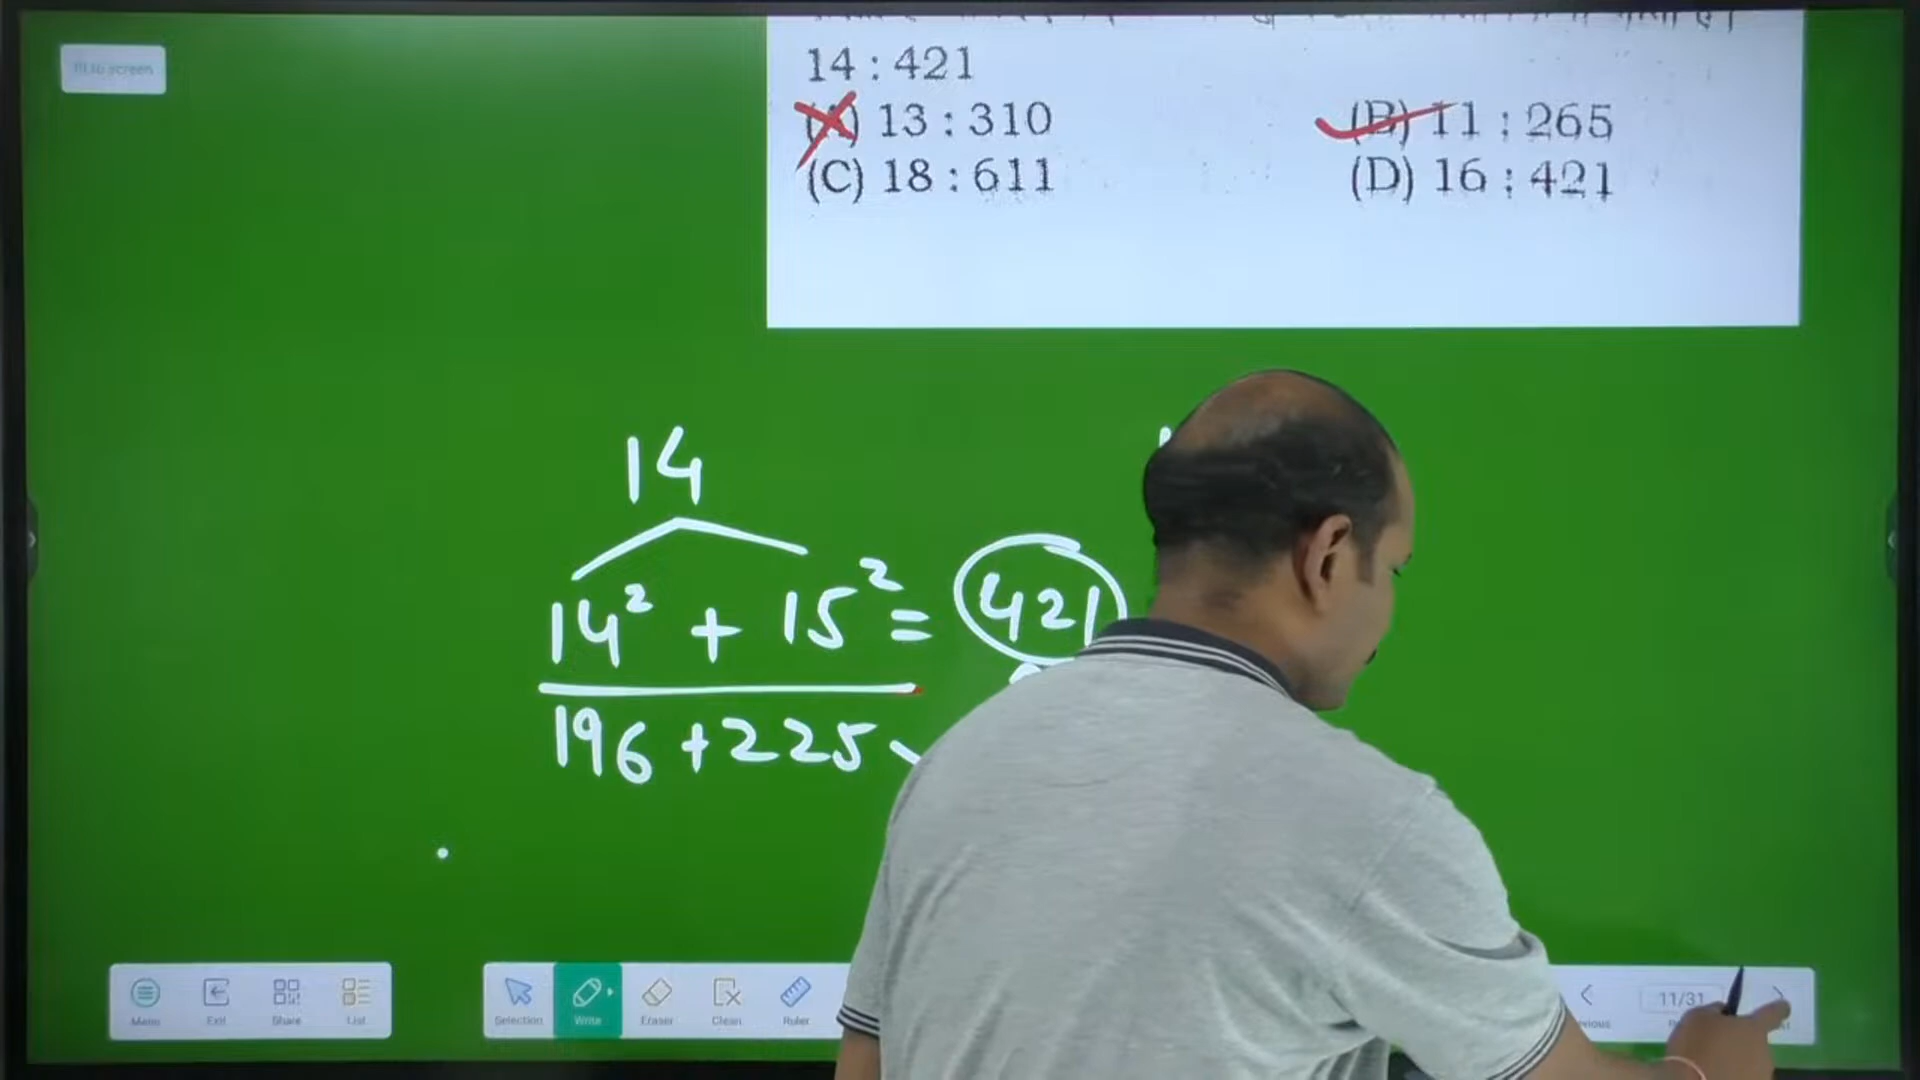 14 : 421
(A) 13 : 310
(B) 11 : 265
(C) 18 : 611
(D) 16 : 421
14
14² + 15² = 421
196 + 225
Menu
Exit
Share
List
Selection
Write
Eraser
Clean
Ruler
11/31